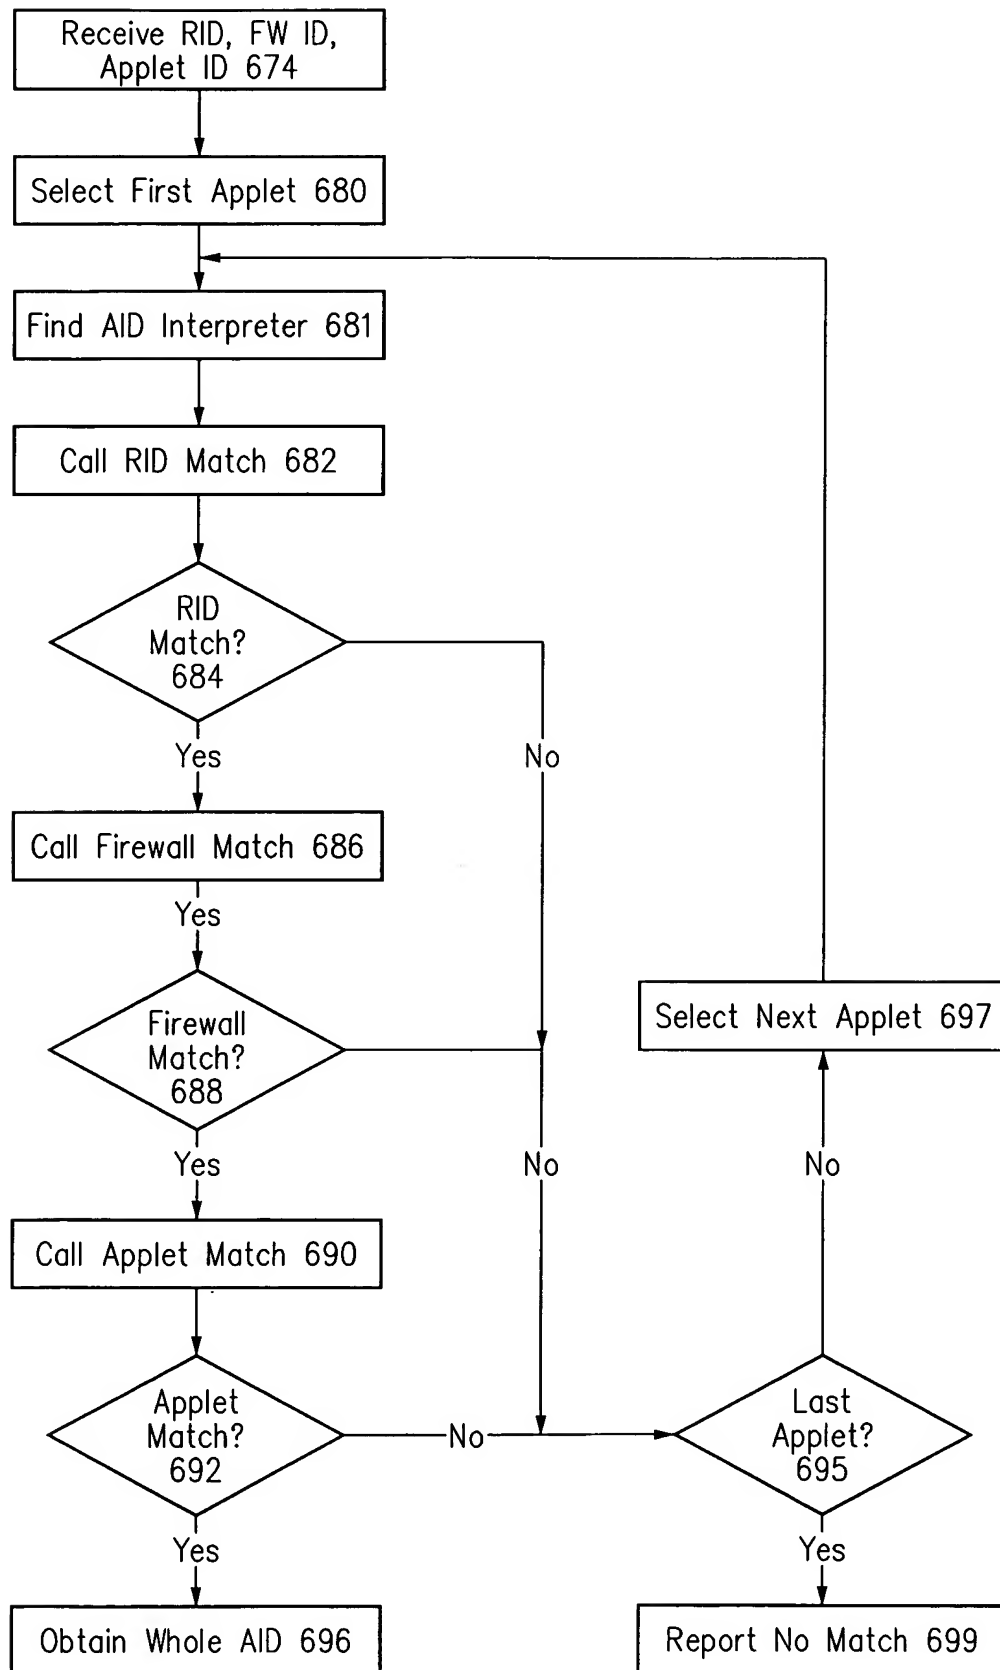 Receive RID, FW ID,
Applet ID 674
Select First Applet 680
Find AID Interpreter 681
Call RID Match 682
RID
Match?
684
Yes
No
Call Firewall Match 686
Yes
Firewall
Match?
688
Select Next Applet 697
Yes
No
No
Call Applet Match 690
Applet
Match?
692
No
Last
Applet?
695
Yes
Yes
Obtain Whole AID 696
Report No Match 699